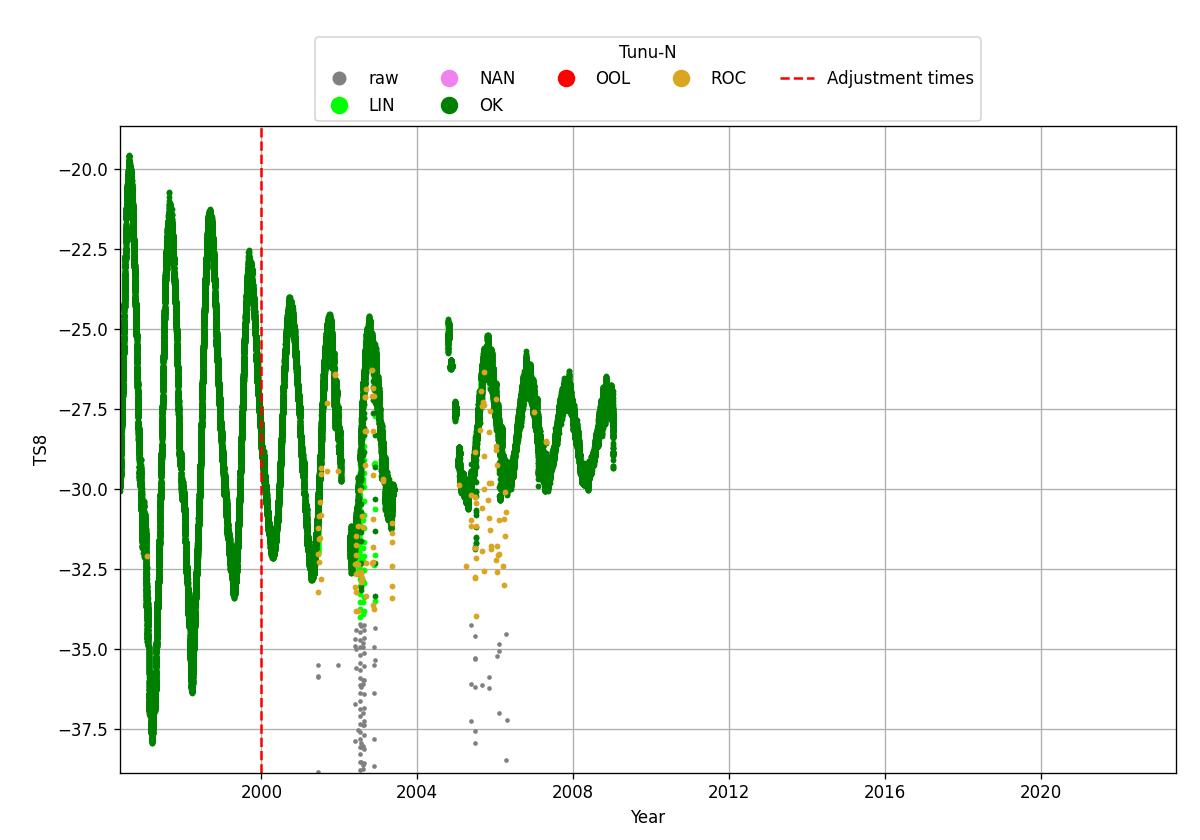 Tunu-N
raw NAN OOL ROC Adjustment times
LIN OK
−20.0
−22.5
−25.0
−27.5
−30.0
−32.5
−35.0
−37.5
TS8
2000 2004 2008 2012 2016 2020
Year